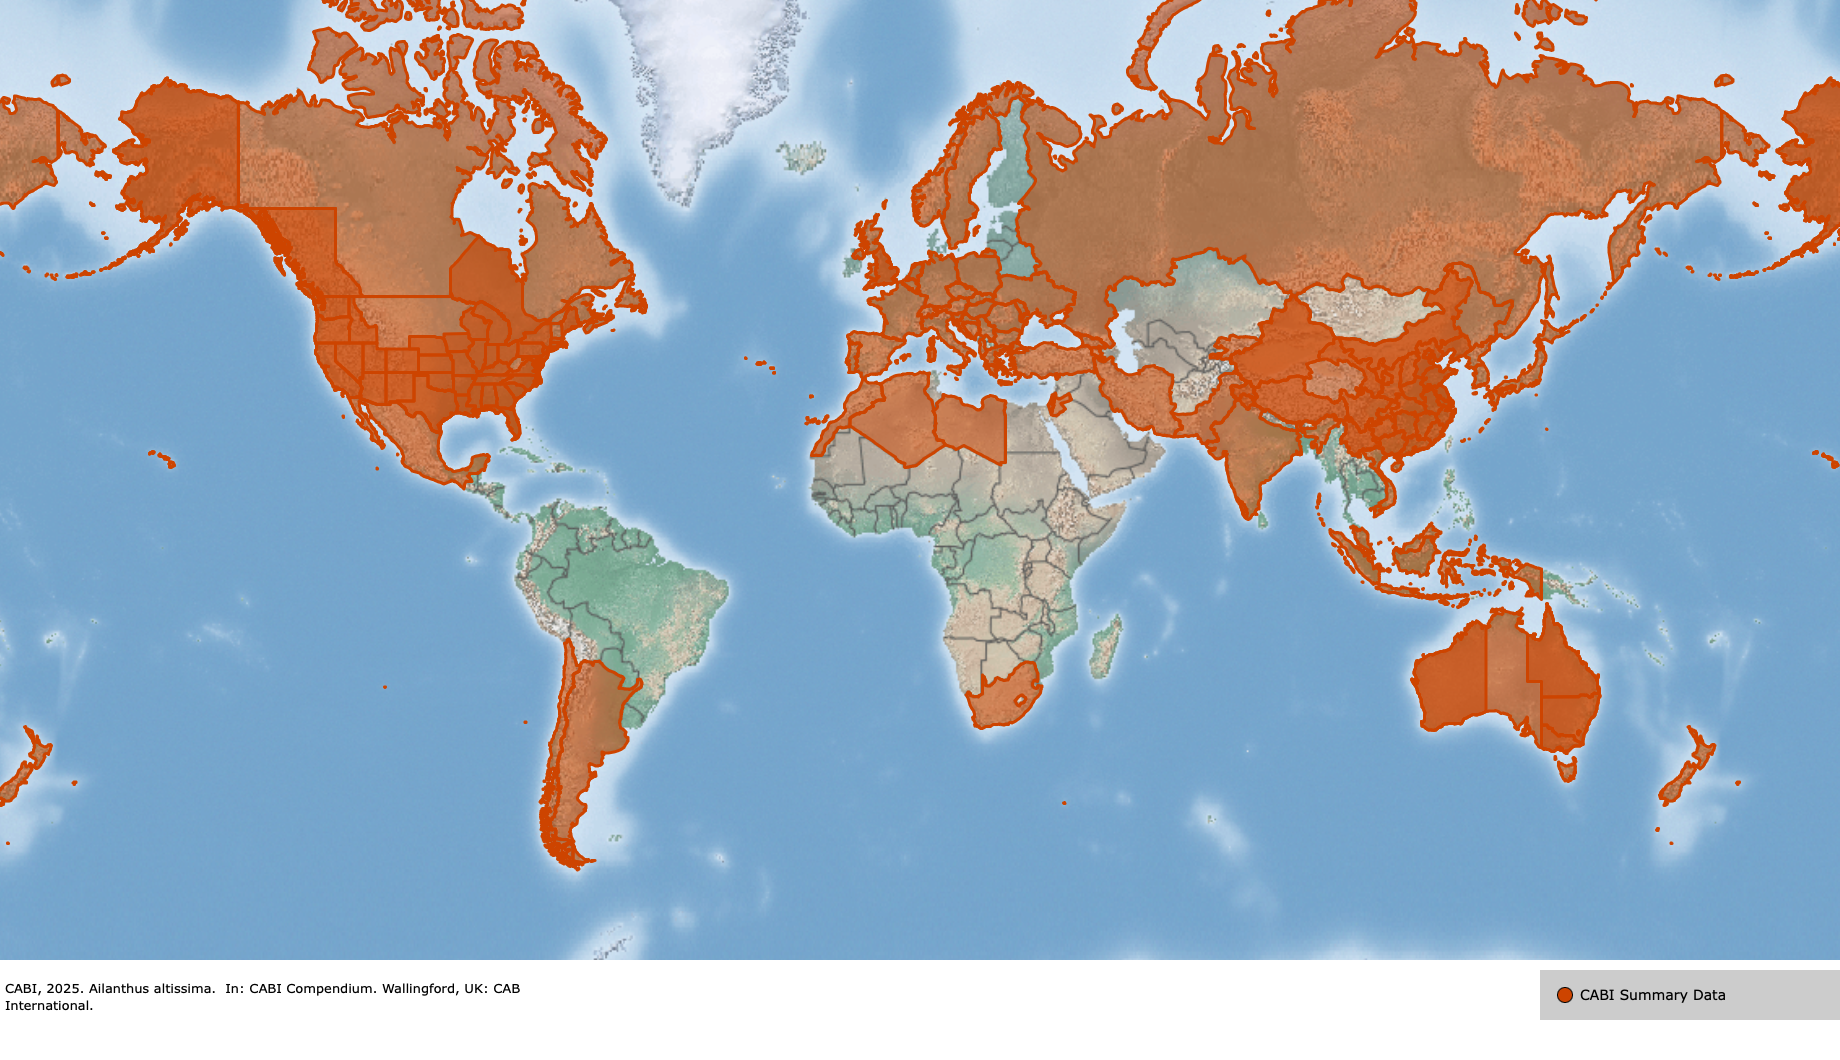 CABI, 2025. Ailanthus altissima.  In: CABI Compendium. Wallingford, UK: CAB
International.
CABI Summary Data